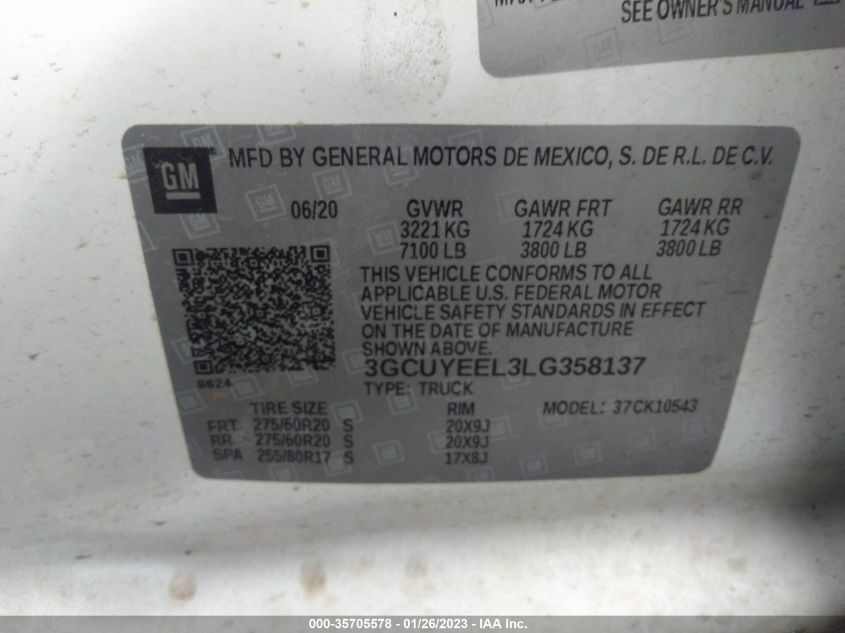 SEE OWNER'S MANUAL
GM
GM MFD BY GENERAL MOTORS DE MEXICO, S. DE R.L. DE C.V.
06/20 GVWR GAWR FRT GAWR RR
3221 KG 1724 KG 1724 KG
7100 LB 3800 LB 3800 LB
THIS VEHICLE CONFORMS TO ALL
APPLICABLE U.S. FEDERAL MOTOR
VEHICLE SAFETY STANDARDS IN EFFECT
ON THE DATE OF MANUFACTURE
SHOWN ABOVE.
8624 3GCUYEEL3LG358137
TYPE: TRUCK
TIRE SIZE RIM MODEL: 37CK10543
FRT 275/60R20 S 20X9J
RR 275/60R20 S 20X9J
SPA 255/80R17 S 17X8J
000-35705578 - 01/26/2023 - IAA Inc.